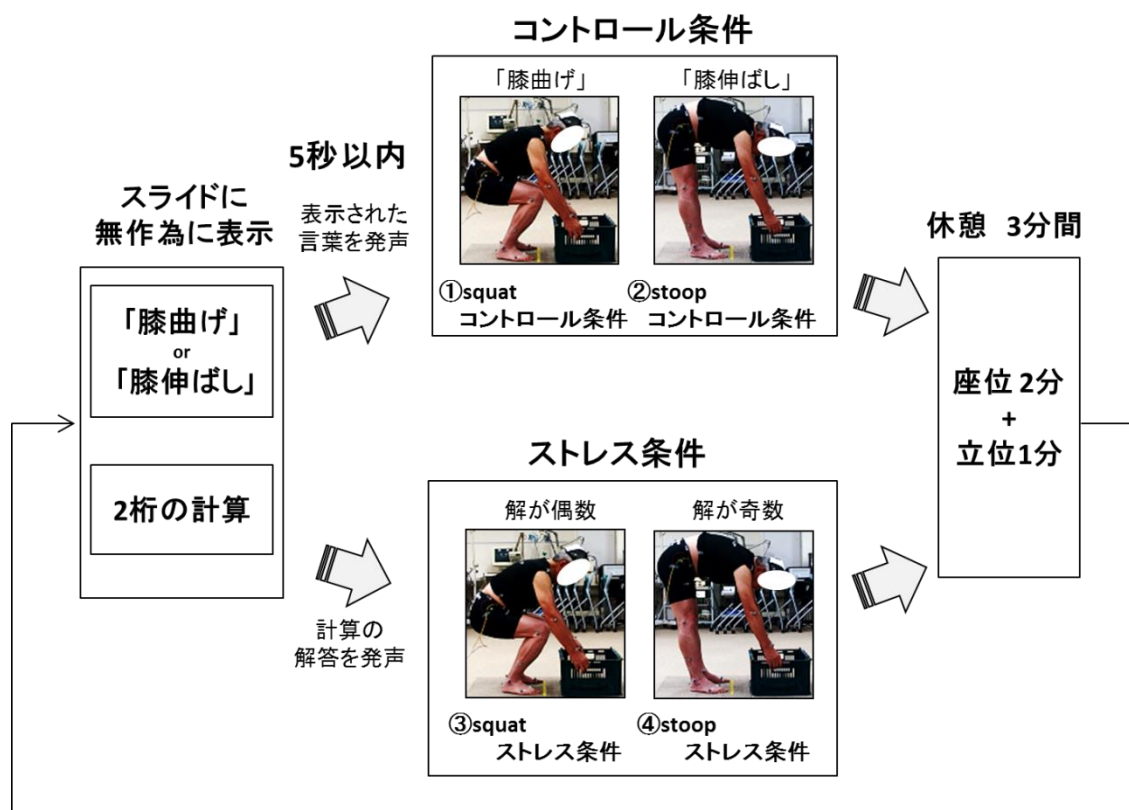 スライドに
無作為に表示
「膝曲げ」
or
「膝伸ばし」
2桁の計算
5秒以内
表示された
言葉を発声
計算の
解答を発声
コントロール条件
「膝曲げ」
「膝伸ばし」
①squat
コントロール条件
②stoop
コントロール条件
ストレス条件
解が偶数
解が奇数
③squat
ストレス条件
④stoop
ストレス条件
休憩 3分間
座位 2分
+
立位1分